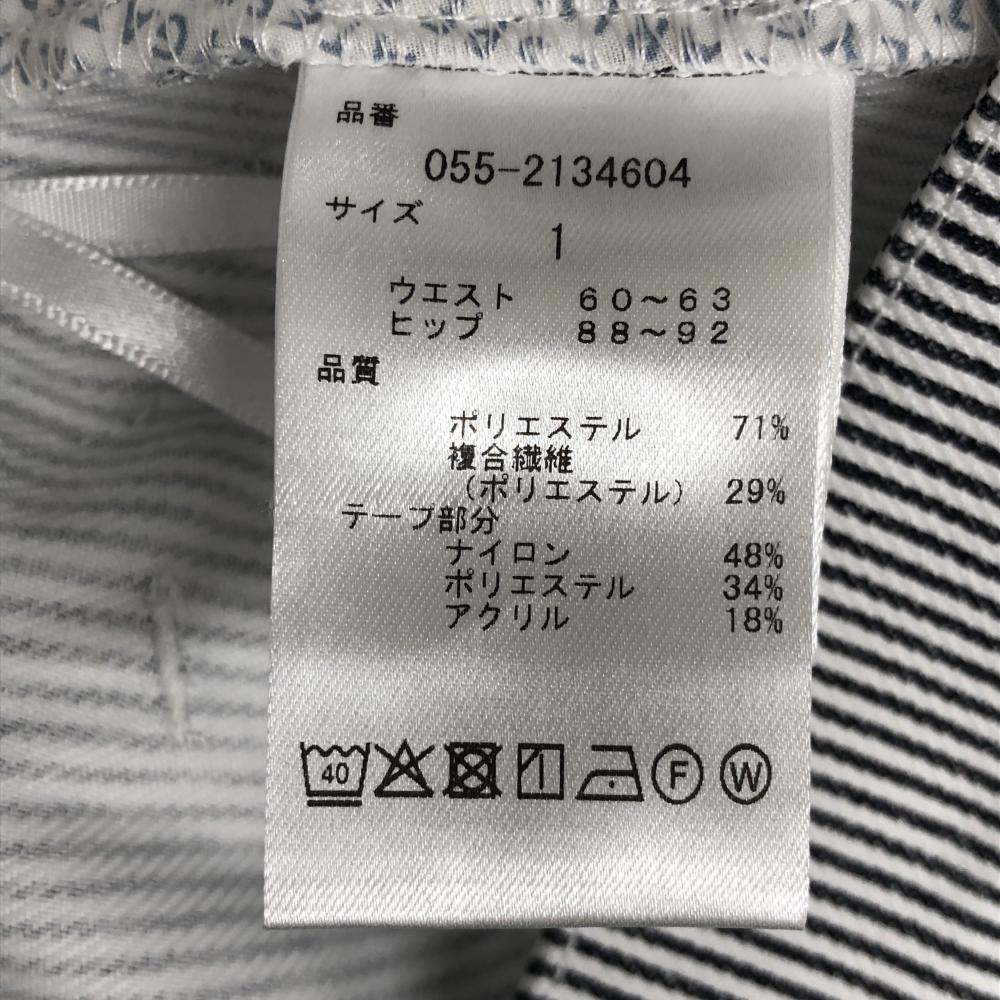 品番
055-2134604
サイズ
1
ウエスト 60～63
ヒップ 88～92
品質
ポリエステル 71%
複合繊維
（ポリエステル） 29%
テープ部分
ナイロン 48%
ポリエステル 34%
アクリル 18%
40 F W